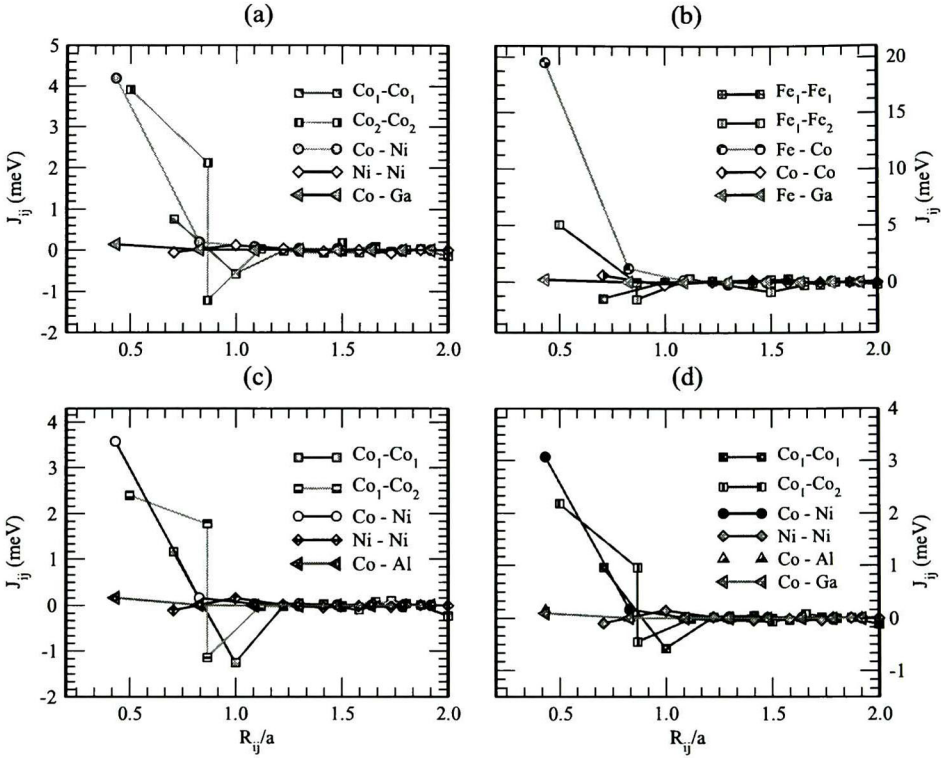 (a)
5
4
3
2
1
0
-1
-2
J_ij (meV)
Co₁-Co₁
Co₂-Co₂
Co - Ni
Ni - Ni
Co - Ga
0.5 1.0 1.5 2.0
(b)
20
15
10
5
0
J_ij (meV)
Fe₁-Fe₁
Fe₁-Fe₂
Fe - Co
Co - Co
Fe - Ga
0.5 1.0 1.5 2.0
(c)
4
3
2
1
0
-1
-2
J_ij (meV)
Co₁-Co₁
Co₁-Co₂
Co - Ni
Ni - Ni
Co - Al
0.5 1.0 1.5 2.0
R_ij/a
(d)
4
3
2
1
0
-1
J_ij (meV)
Co₁-Co₁
Co₁-Co₂
Co - Ni
Ni - Ni
Co - Al
Co - Ga
0.5 1.0 1.5 2.0
R_ij/a